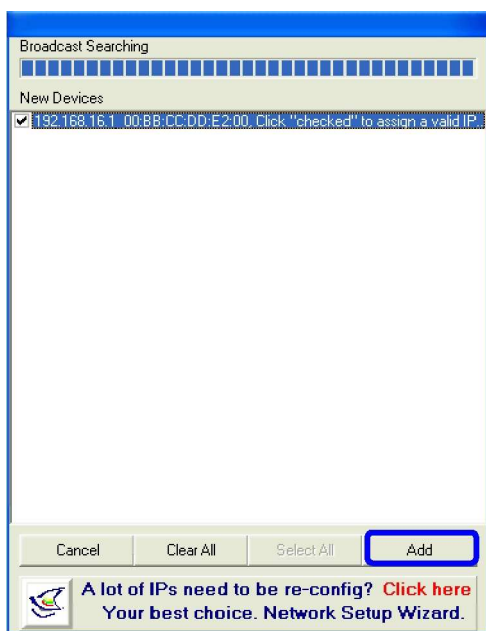 Broadcast Searching
New Devices
192.168.16.1 00:BB:CC:DD:E2:00, Click "checked" to assign a valid IP.
Cancel Clear All Select All Add
A lot of IPs need to be re-config? Click here
Your best choice. Network Setup Wizard.